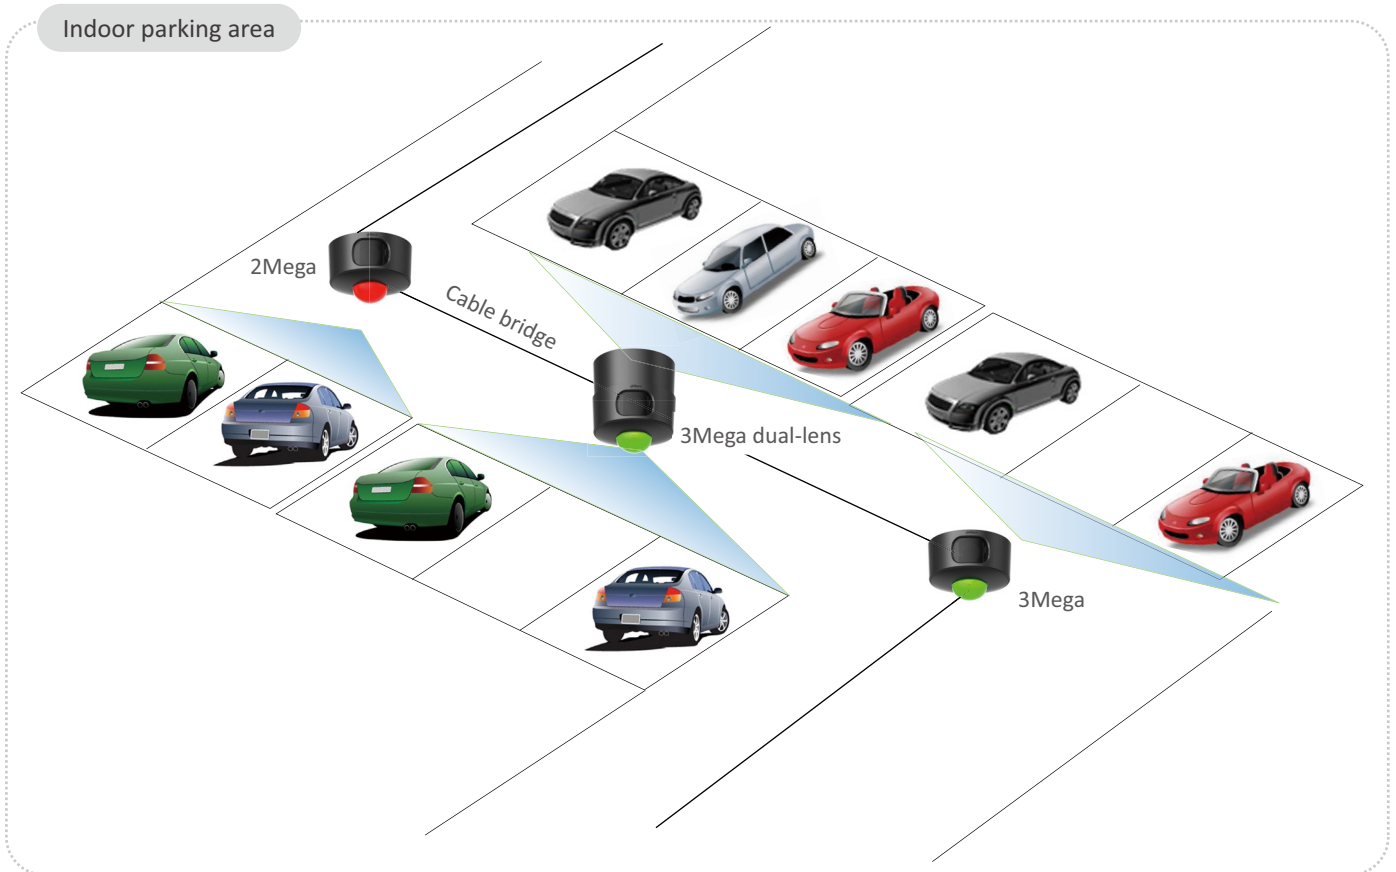 Indoor parking area
2Mega
Cable bridge
3Mega dual-lens
3Mega